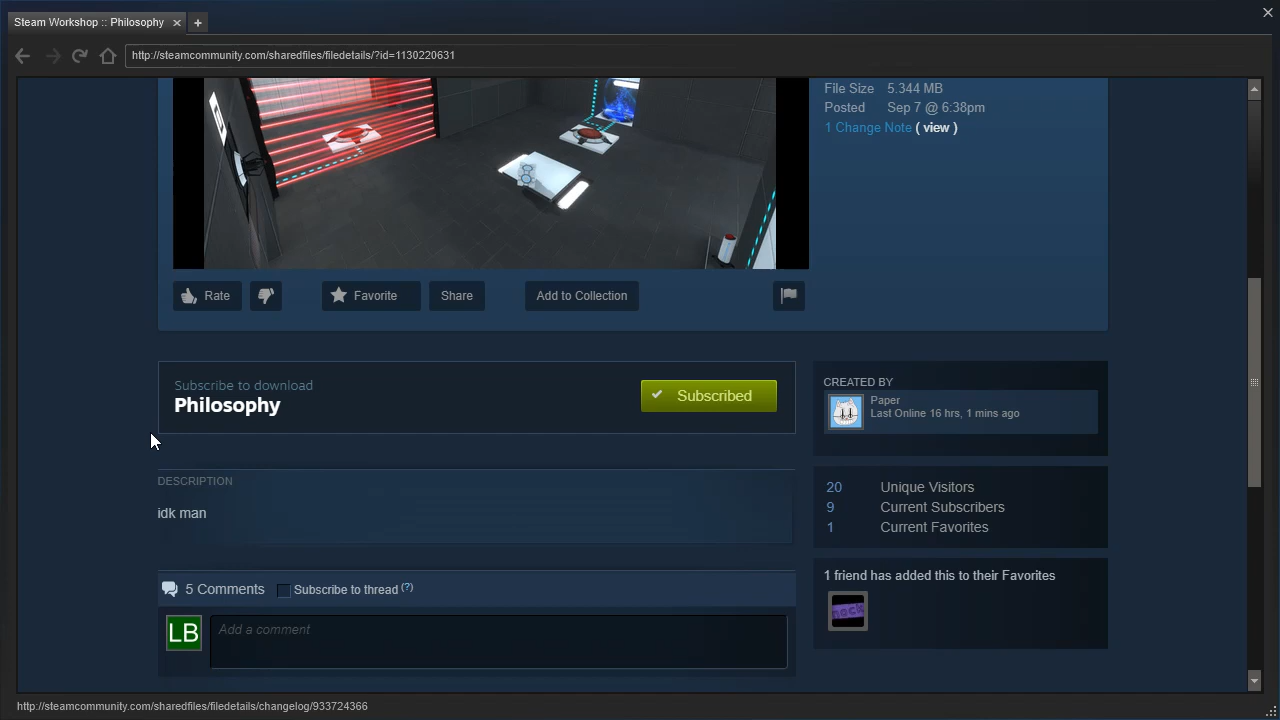 Steam Workshop :: Philosophy
http://steamcommunity.com/sharedfiles/filedetails/?id=1130220631
File Size 5.344 MB
Posted Sep 7 @ 6:38pm
1 Change Note ( view )
Rate
Favorite
Share
Add to Collection
Subscribe to download
Philosophy
Subscribed
CREATED BY
Paper
Last Online 16 hrs, 1 mins ago
DESCRIPTION
idk man
20 Unique Visitors
9 Current Subscribers
1 Current Favorites
1 friend has added this to their Favorites
5 Comments Subscribe to thread (?)
LB
Add a comment
http://steamcommunity.com/sharedfiles/filedetails/changelog/933724366